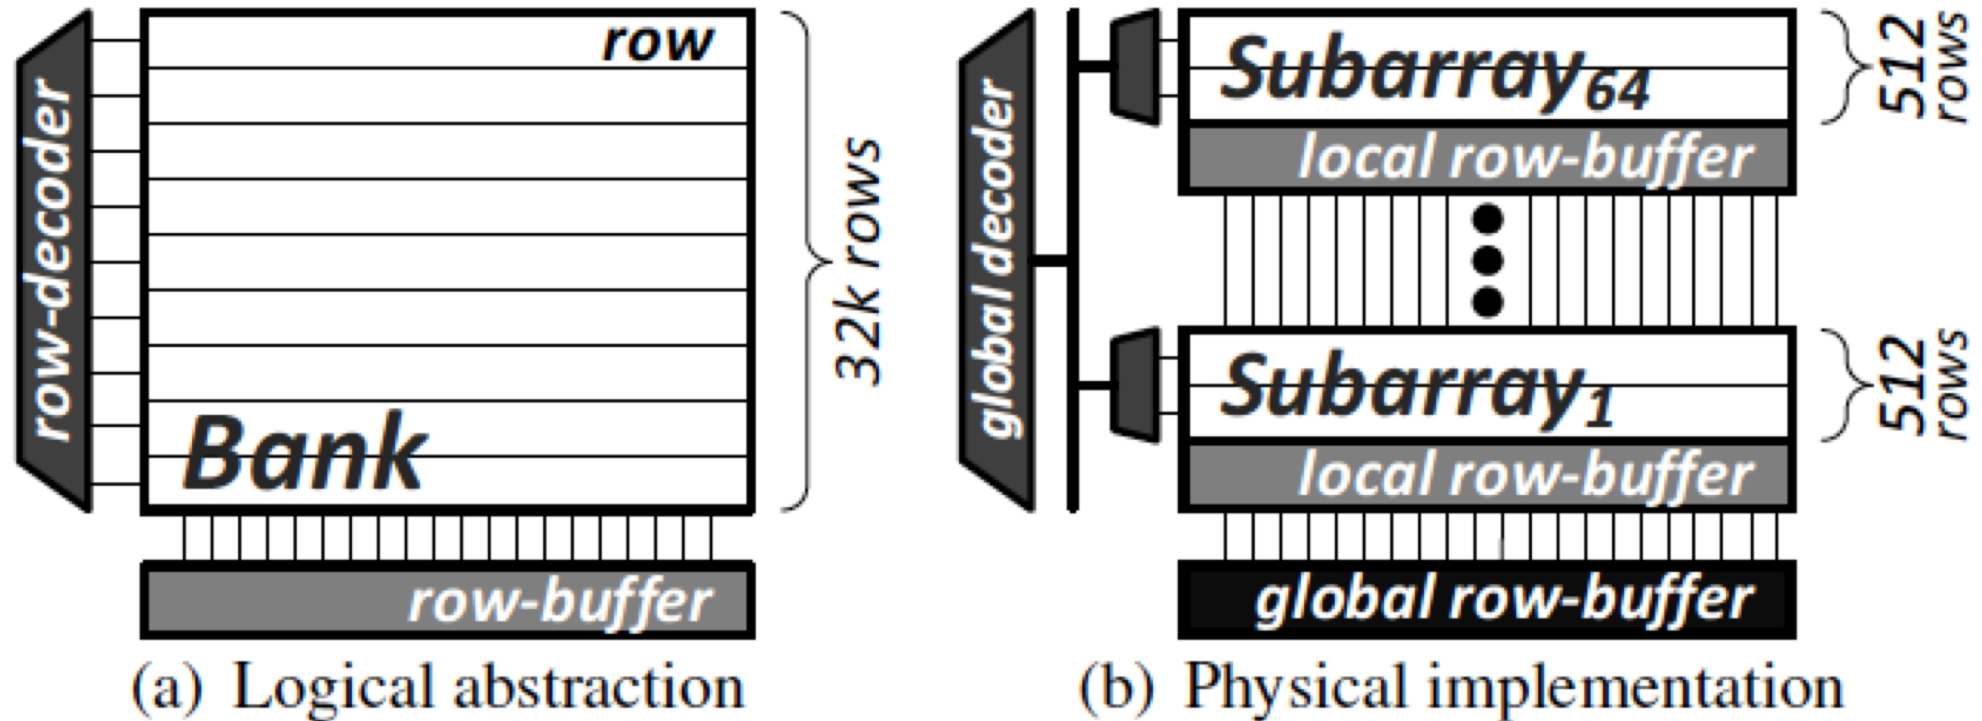 row-decoder
row
Bank
32k rows
row-buffer
(a) Logical abstraction
global decoder
Subarray64
local row-buffer
512
rows
Subarray1
local row-buffer
512
rows
global row-buffer
(b) Physical implementation